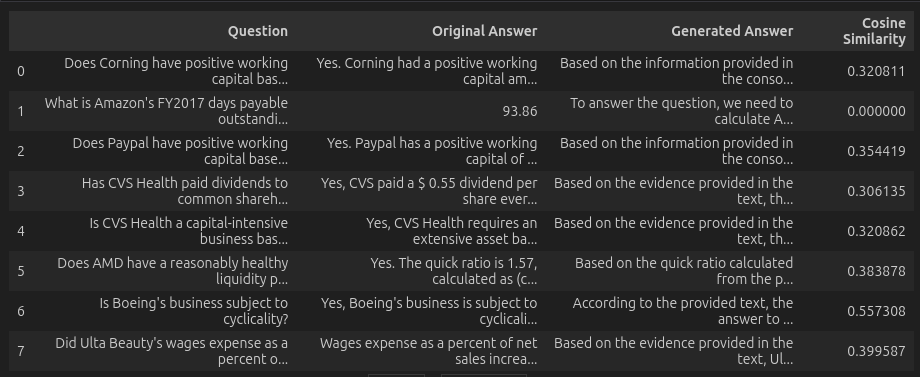 Question Original Answer Generated Answer Cosine Similarity
0 Does Corning have positive working capital bas... Yes. Corning had a positive working capital am... Based on the information provided in the conso... 0.320811
1 What is Amazon's FY2017 days payable outstandi... 93.86 To answer the question, we need to calculate A... 0.000000
2 Does Paypal have positive working capital base... Yes. Paypal has a positive working capital of ... Based on the information provided in the conso... 0.354419
3 Has CVS Health paid dividends to common shareh... Yes, CVS paid a $ 0.55 dividend per share ever... Based on the evidence provided in the text, th... 0.306135
4 Is CVS Health a capital-intensive business bas... Yes, CVS Health requires an extensive asset ba... Based on the evidence provided in the text, th... 0.320862
5 Does AMD have a reasonably healthy liquidity p... Yes. The quick ratio is 1.57, calculated as (c... Based on the quick ratio calculated from the p... 0.383878
6 Is Boeing's business subject to cyclicality? Yes, Boeing's business is subject to cyclicali... According to the provided text, the answer to ... 0.557308
7 Did Ulta Beauty's wages expense as a percent o... Wages expense as a percent of net sales increa... Based on the evidence provided in the text, Ul... 0.399587